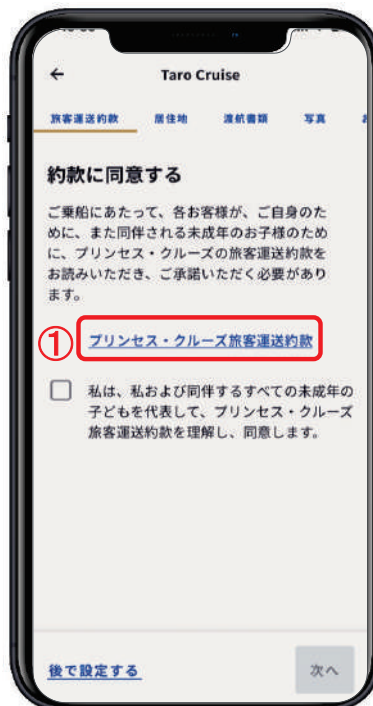 ← Taro Cruise
旅客運送約款 居住地 渡航書類 写真
約款に同意する
ご乗船にあたって、各お客様が、ご自身のた
めに、また同伴される未成年のお子様のため
に、プリンセス・クルーズの旅客運送約款を
お読みいただき、ご承諾いただく必要があり
ます。
① プリンセス・クルーズ旅客運送約款
私は、私および同伴するすべての未成年の
子どもを代表して、プリンセス・クルーズ
旅客運送約款を理解し、同意します。
後で設定する 次へ